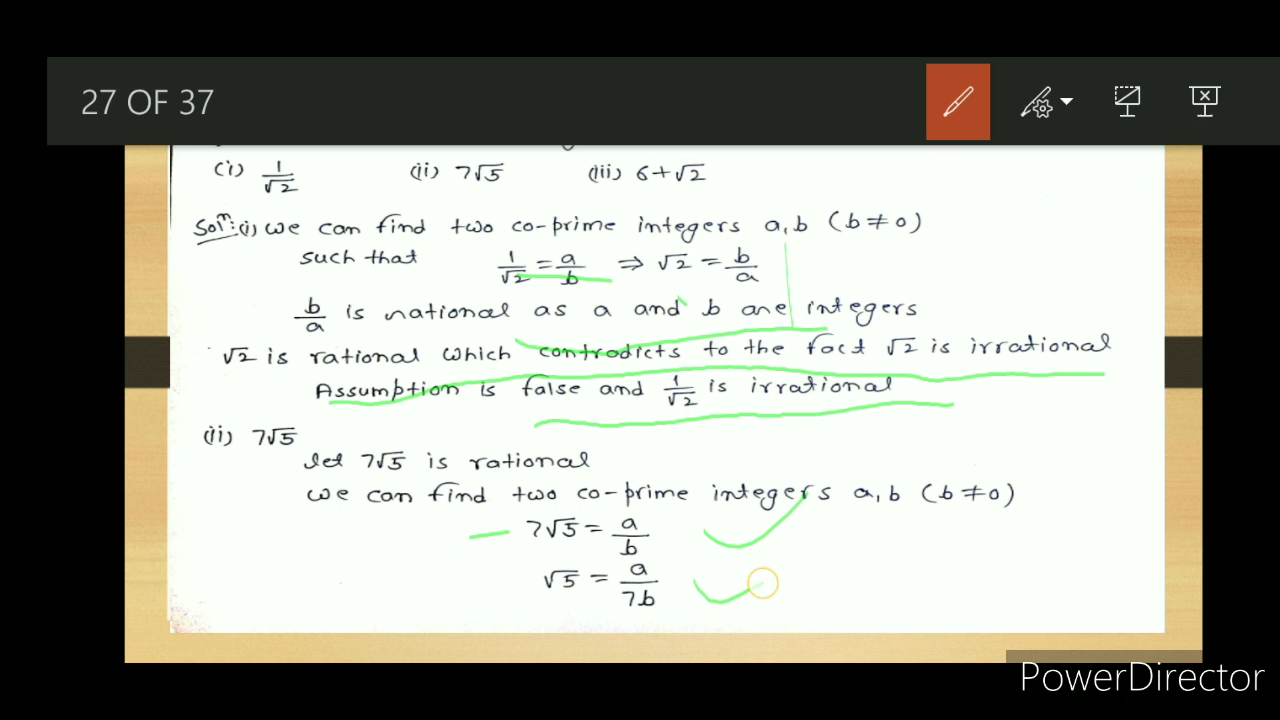 27 OF 37
(i) 1/√2 (ii) 7√5 (iii) 6+√2
Solⁿ:(i) we can find two co-prime integers a,b (b≠0)
such that 1/√2 = a/b ⇒ √2 = b/a
b/a is rational as a and b are integers
√2 is rational which contradicts to the fact √2 is irrational
Assumption is false and 1/√2 is irrational
(ii) 7√5
let 7√5 is rational
we can find two co-prime integers a,b (b≠0)
7√5 = a/b
√5 = a/7b
PowerDirector